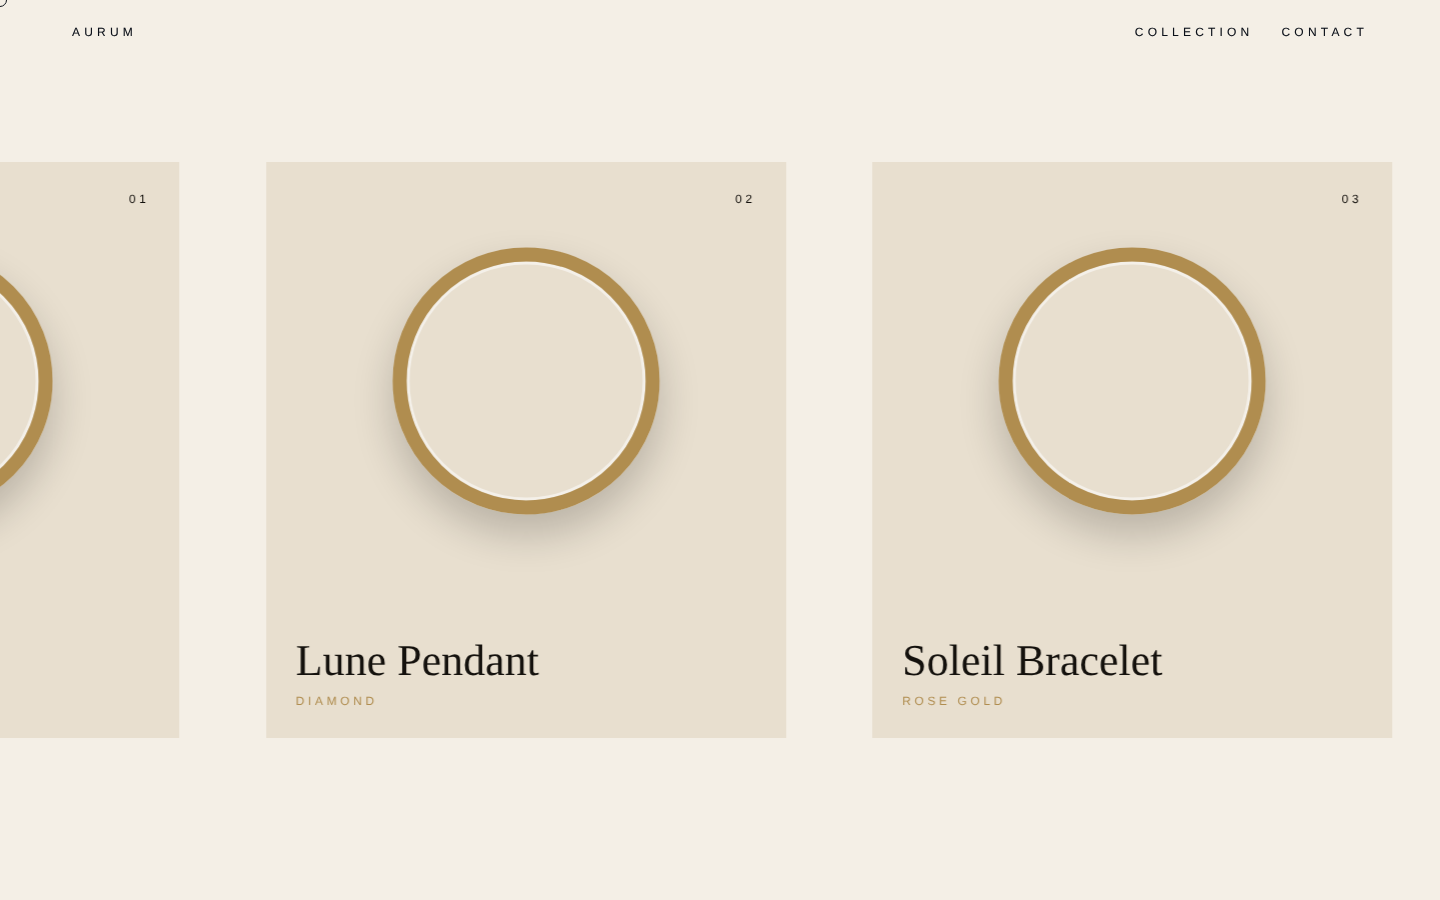 AURUM
COLLECTION CONTACT
01
02
03
Lune Pendant
DIAMOND
Soleil Bracelet
ROSE GOLD